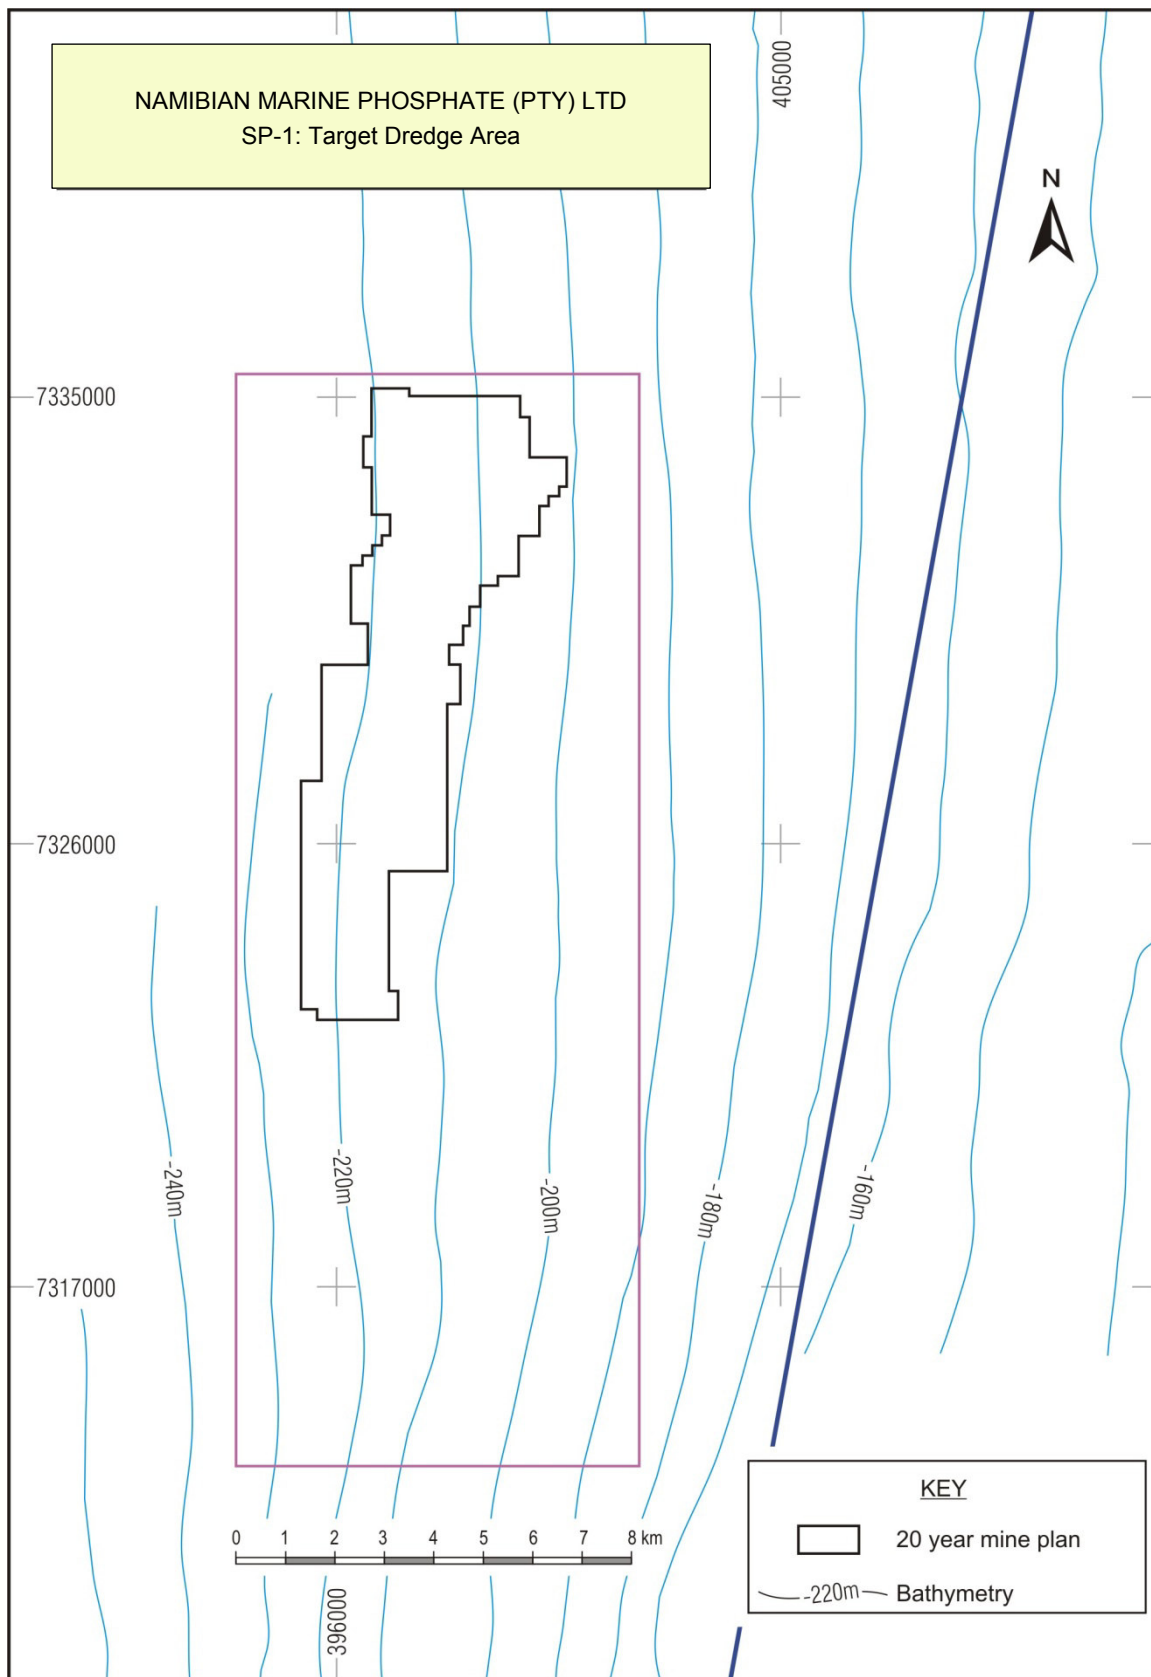 NAMIBIAN MARINE PHOSPHATE (PTY) LTD
SP-1: Target Dredge Area
405000
N
7335000
7326000
-240m
-220m
-200m
-180m
-160m
7317000
0 1 2 3 4 5 6 7 8 km
396000
KEY
20 year mine plan
-220m Bathymetry